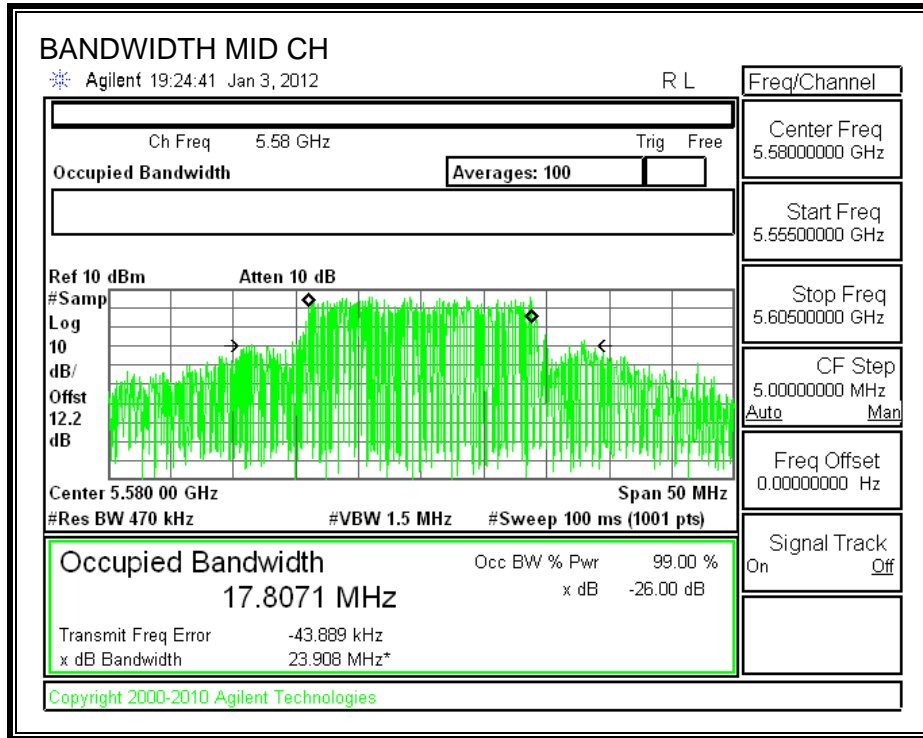 BANDWIDTH MID CH
Agilent 19:24:41 Jan 3, 2012 R L
Freq/Channel
Ch Freq 5.58 GHz Trig Free
Occupied Bandwidth Averages: 100
Center Freq
5.58000000 GHz
Start Freq
5.55500000 GHz
Stop Freq
5.60500000 GHz
CF Step
5.00000000 MHz
Auto Man
Freq Offset
0.00000000 Hz
Signal Track
On Off
Ref 10 dBm Atten 10 dB
#Samp
Log
10
dB/
Offst
12.2
dB
Center 5.580 00 GHz Span 50 MHz
#Res BW 470 kHz #VBW 1.5 MHz #Sweep 100 ms (1001 pts)
Occupied Bandwidth Occ BW % Pwr 99.00 %
17.8071 MHz x dB -26.00 dB
Transmit Freq Error -43.889 kHz
x dB Bandwidth 23.908 MHz*
Copyright 2000-2010 Agilent Technologies